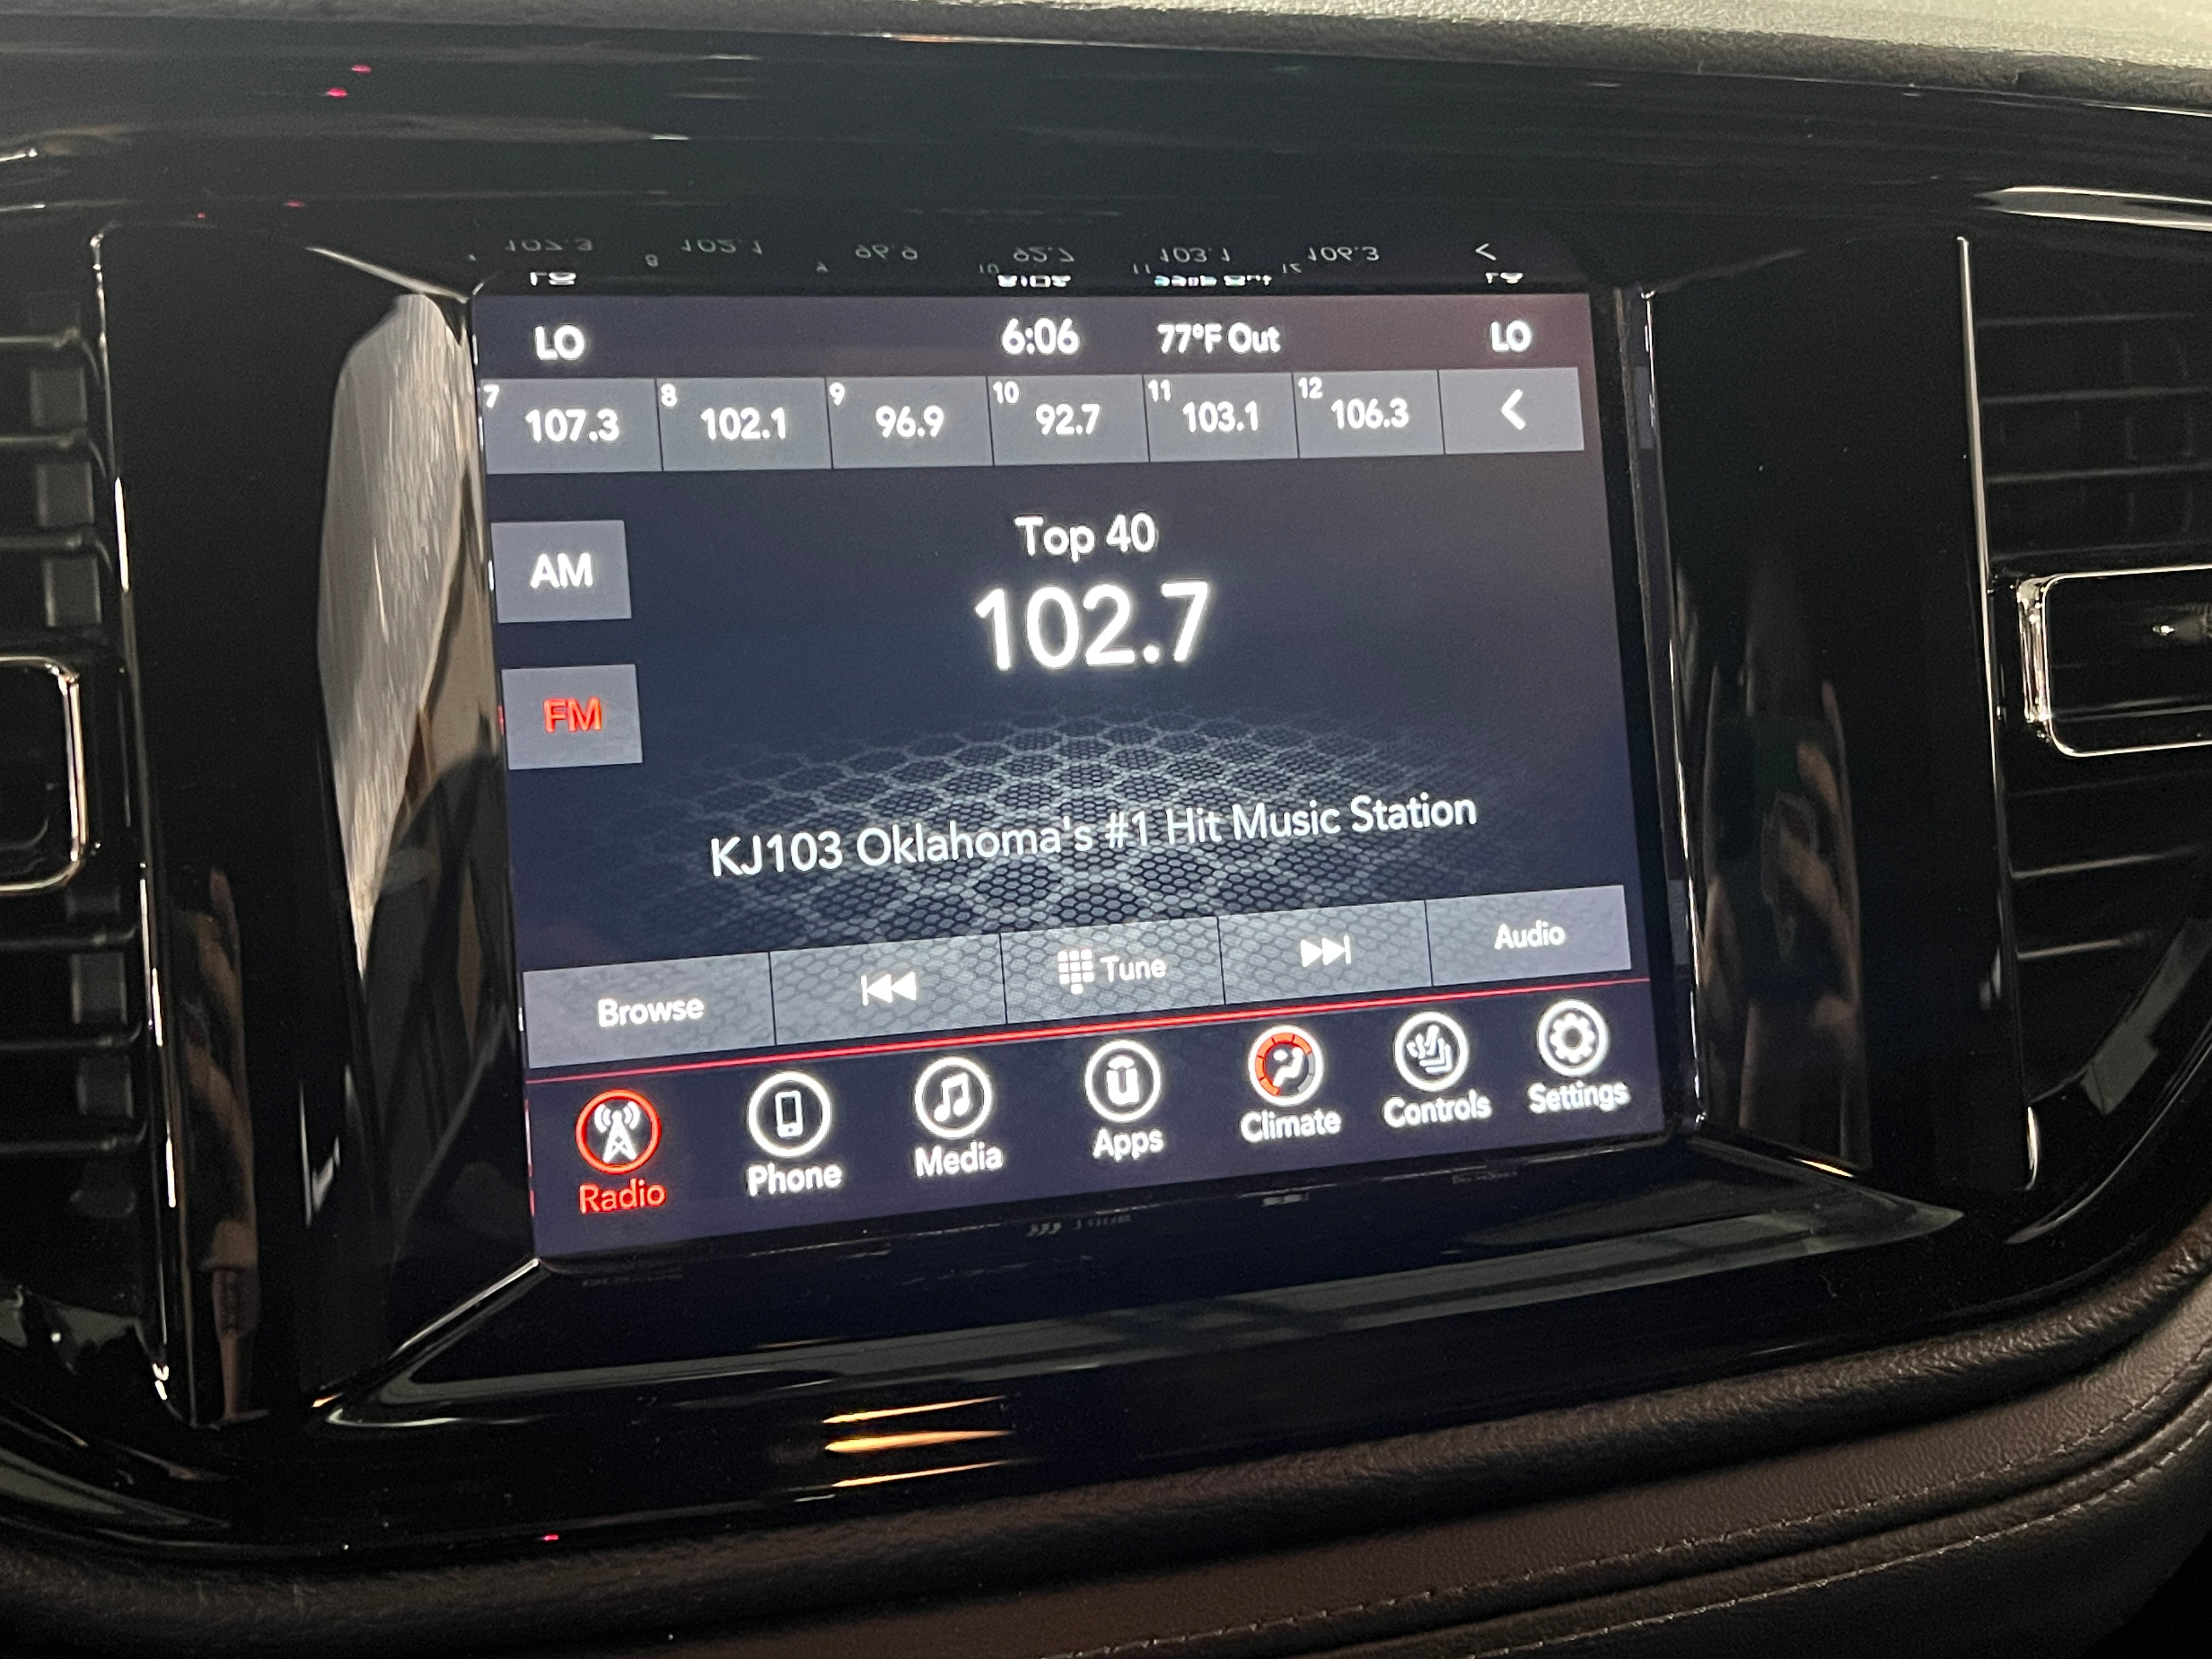 LO 6:06 77°F Out LO
7 107.3 8 102.1 9 96.9 10 92.7 11 103.1 12 106.3 <
AM
Top 40
102.7
FM
KJ103 Oklahoma's #1 Hit Music Station
Browse Tune Audio
Radio Phone Media Apps Climate Controls Settings